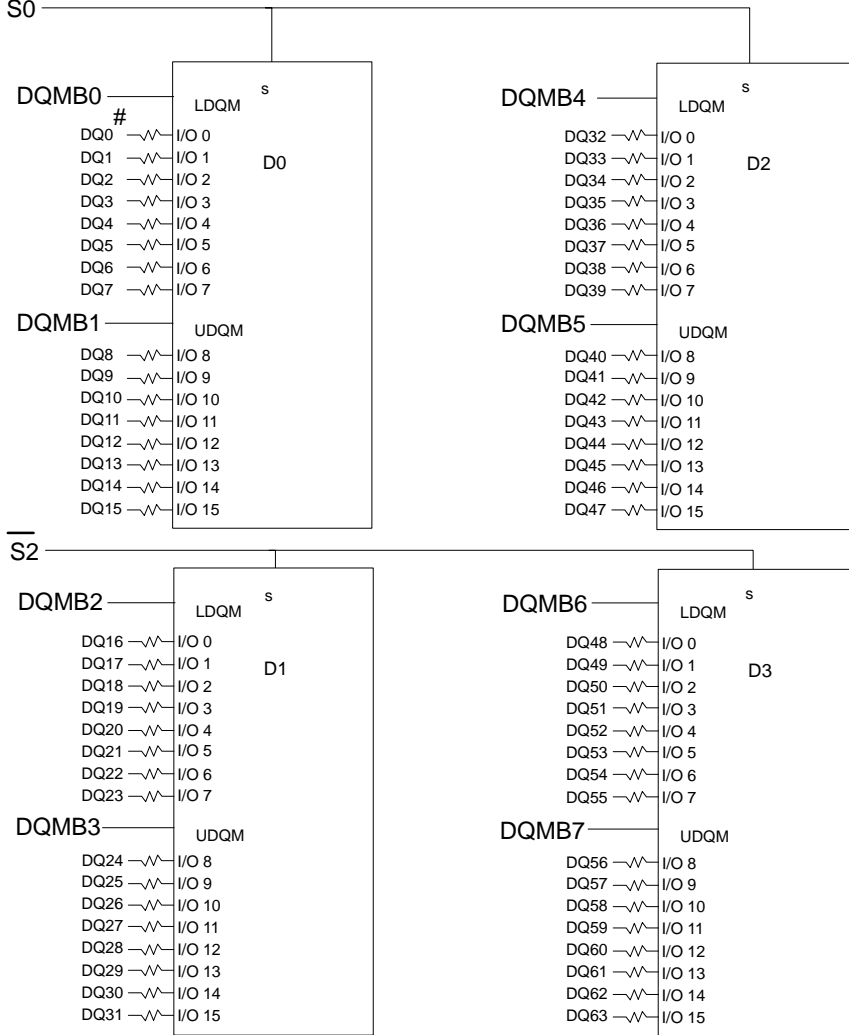 S0
s
DQMB0
LDQM
#
DQ0 I/O 0
DQ1 I/O 1
D0
DQ2 I/O 2
DQ3 I/O 3
DQ4 I/O 4
DQ5 I/O 5
DQ6 I/O 6
DQ7 I/O 7
DQMB1
UDQM
DQ8 I/O 8
DQ9 I/O 9
DQ10 I/O 10
DQ11 I/O 11
DQ12 I/O 12
DQ13 I/O 13
DQ14 I/O 14
DQ15 I/O 15
s
DQMB4
LDQM
DQ32 I/O 0
DQ33 I/O 1
D2
DQ34 I/O 2
DQ35 I/O 3
DQ36 I/O 4
DQ37 I/O 5
DQ38 I/O 6
DQ39 I/O 7
DQMB5
UDQM
DQ40 I/O 8
DQ41 I/O 9
DQ42 I/O 10
DQ43 I/O 11
DQ44 I/O 12
DQ45 I/O 13
DQ46 I/O 14
DQ47 I/O 15
S2
s
DQMB2
LDQM
DQ16 I/O 0
DQ17 I/O 1
D1
DQ18 I/O 2
DQ19 I/O 3
DQ20 I/O 4
DQ21 I/O 5
DQ22 I/O 6
DQ23 I/O 7
DQMB3
UDQM
DQ24 I/O 8
DQ25 I/O 9
DQ26 I/O 10
DQ27 I/O 11
DQ28 I/O 12
DQ29 I/O 13
DQ30 I/O 14
DQ31 I/O 15
s
DQMB6
LDQM
DQ48 I/O 0
DQ49 I/O 1
D3
DQ50 I/O 2
DQ51 I/O 3
DQ52 I/O 4
DQ53 I/O 5
DQ54 I/O 6
DQ55 I/O 7
DQMB7
UDQM
DQ56 I/O 8
DQ57 I/O 9
DQ58 I/O 10
DQ59 I/O 11
DQ60 I/O 12
DQ61 I/O 13
DQ62 I/O 14
DQ63 I/O 15